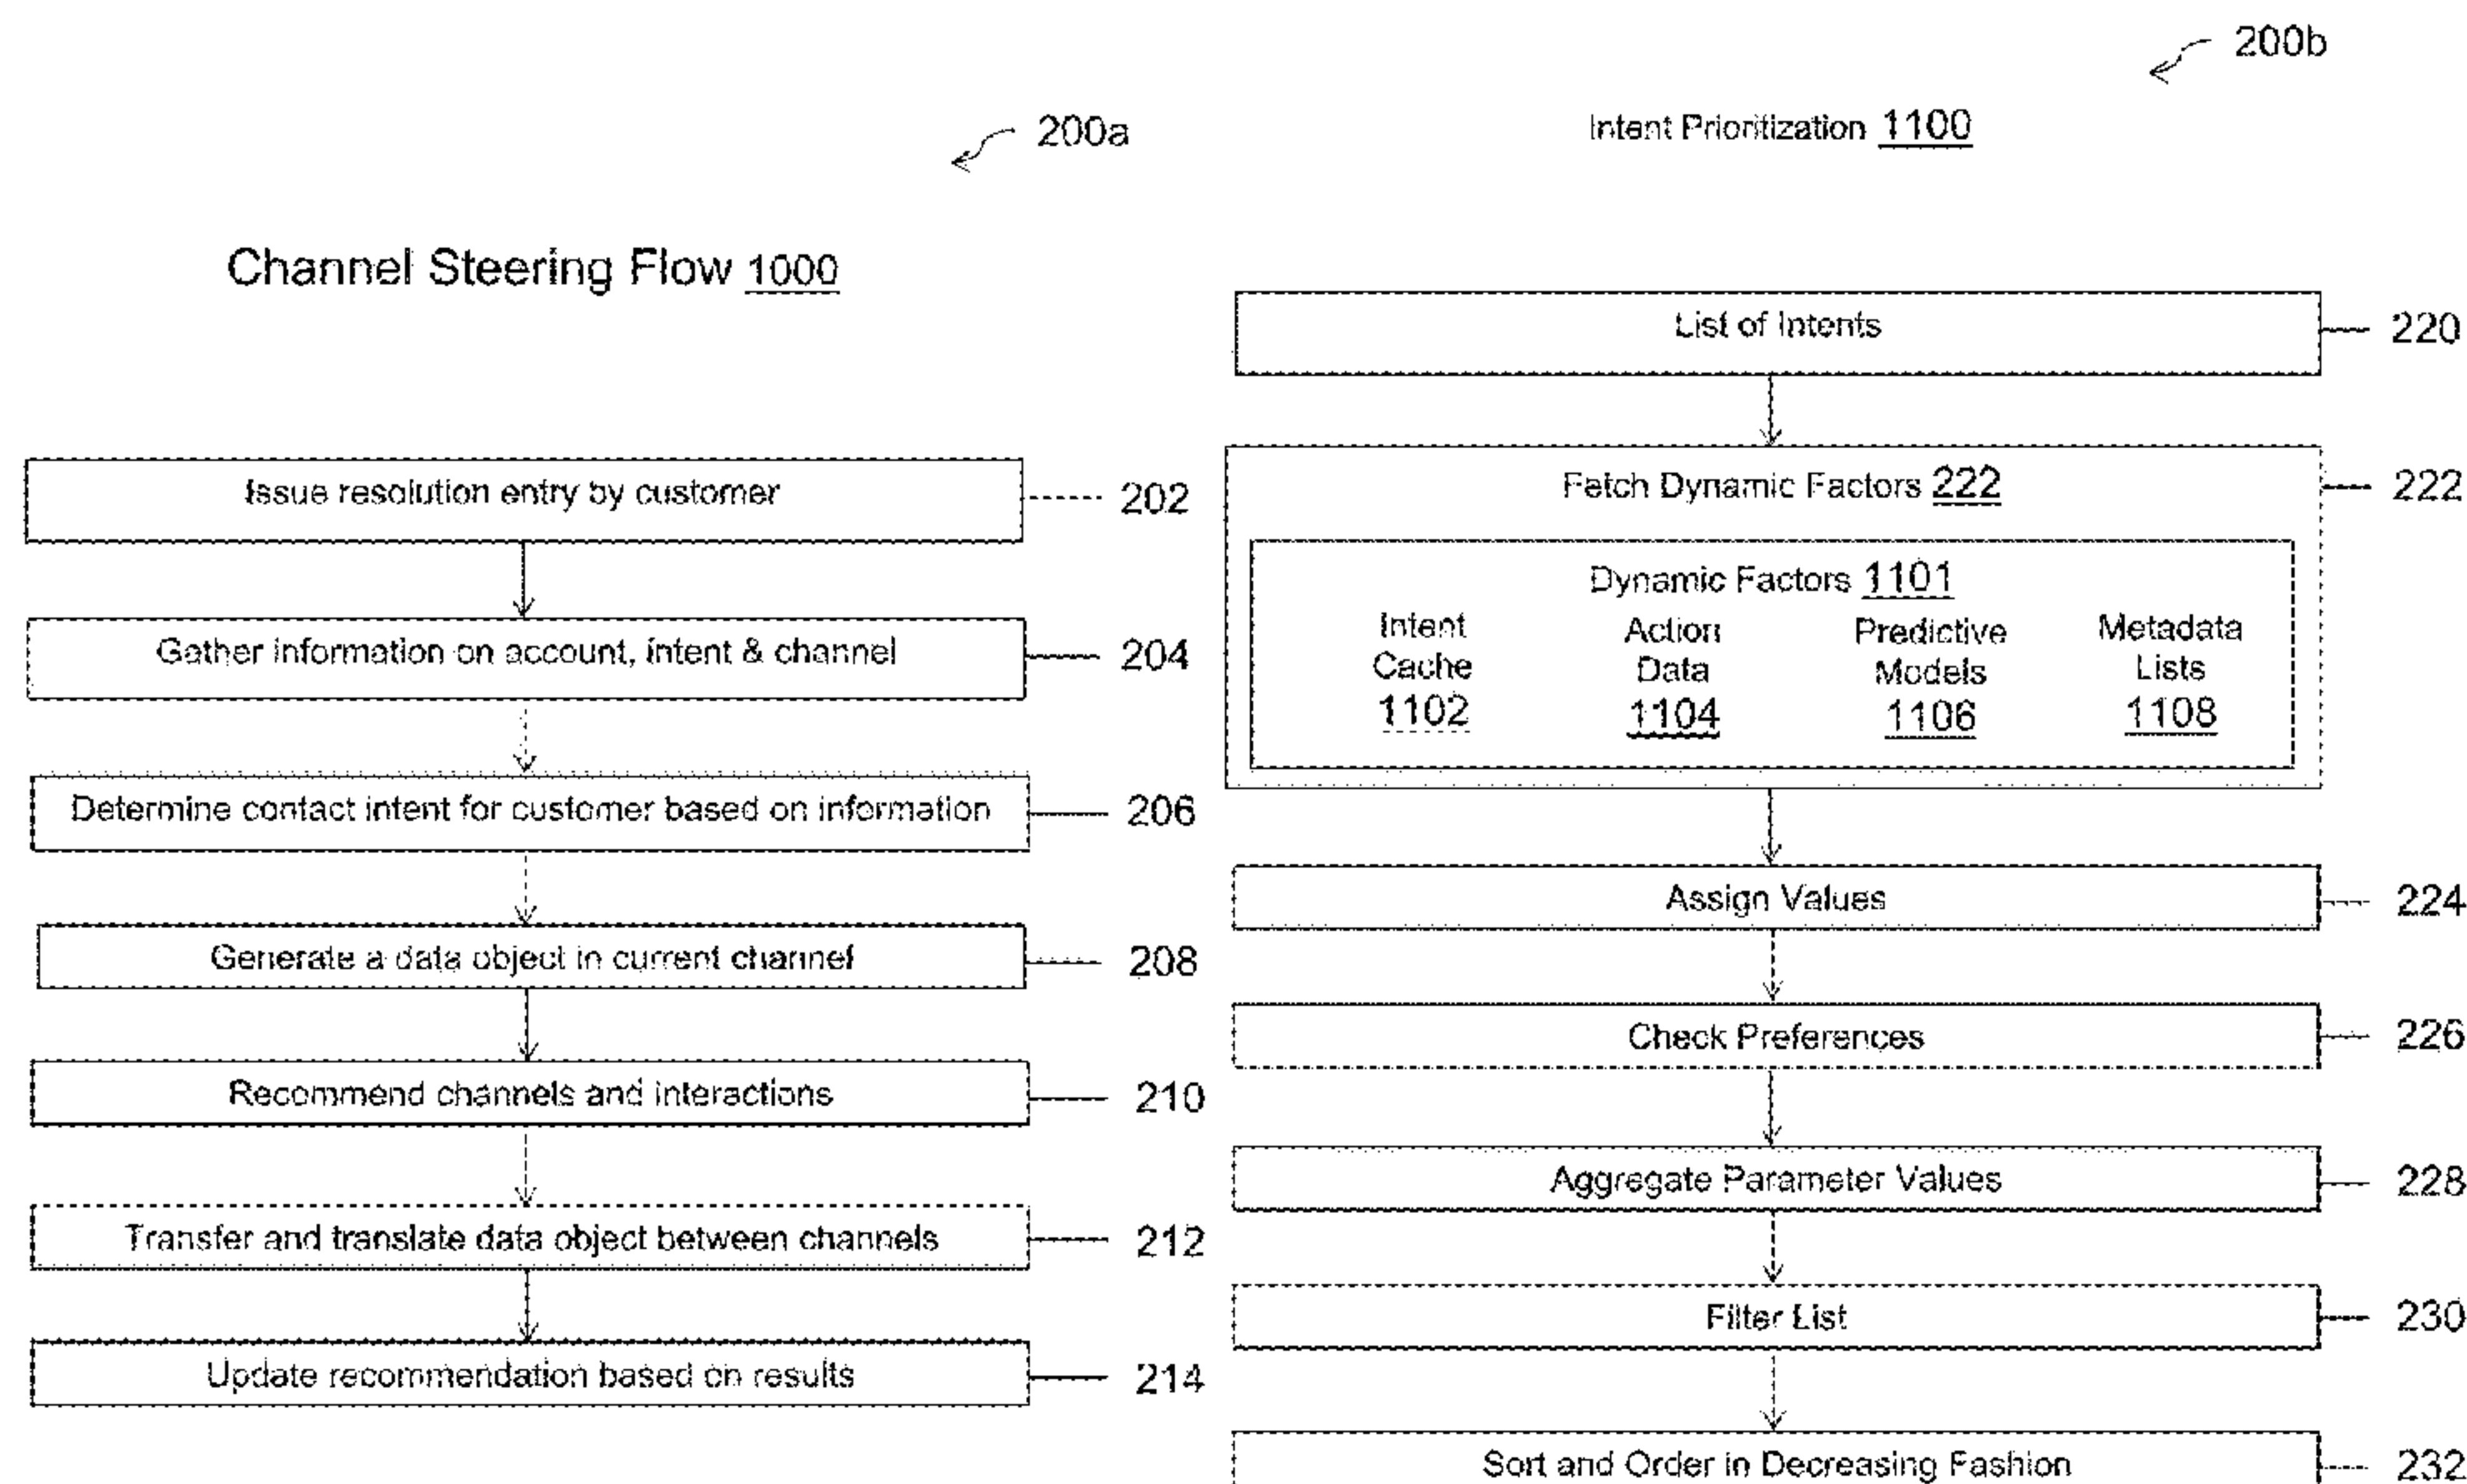 200a
Channel Steering Flow 1000
Issue resolution entry by customer
202
Gather information on account, intent & channel
204
Determine contact intent for customer based on information
206
Generate a data object in current channel
208
Recommend channels and interactions
210
Transfer and translate data object between channels
212
Update recommendation based on results
214
200b
Intent Prioritization 1100
List of Intents
220
Fetch Dynamic Factors 222
222
Dynamic Factors 1101
Intent
Cache
1102
Action
Data
1104
Predictive
Models
1106
Metadata
Lists
1108
Assign Values
224
Check Preferences
226
Aggregate Parameter Values
228
Filter List
230
Sort and Order in Decreasing Fashion
232